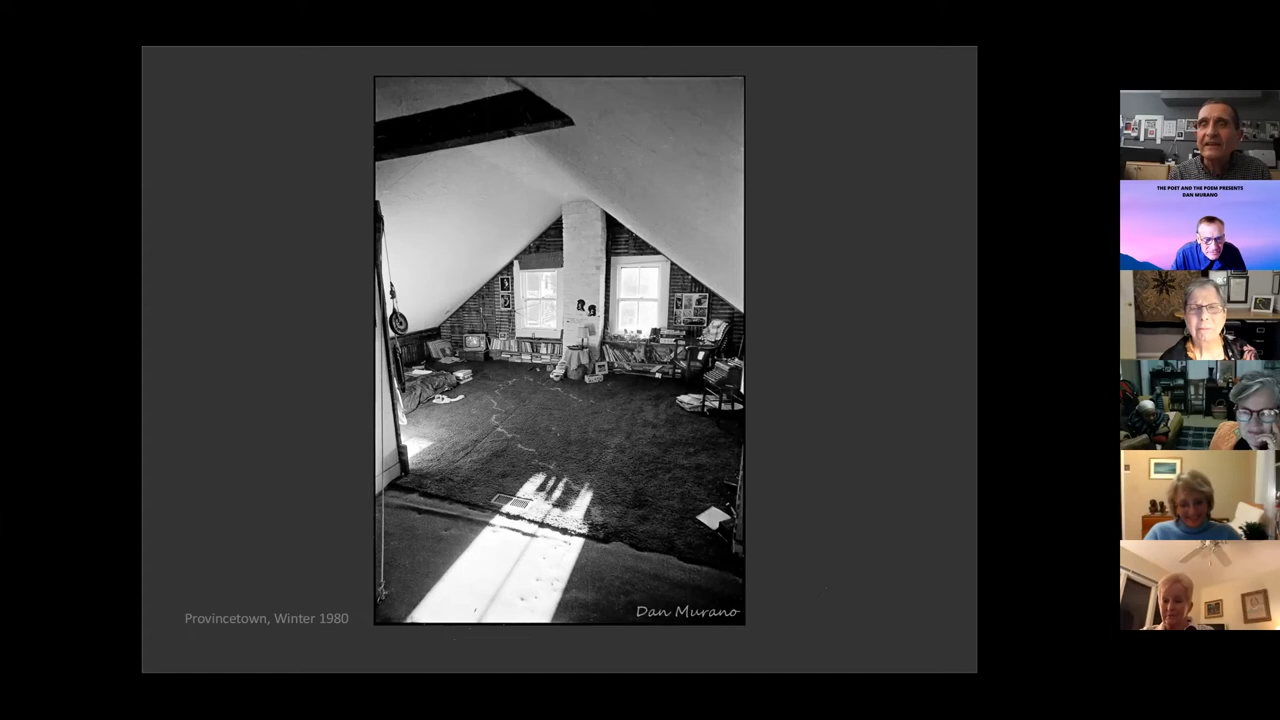 THE POET AND THE POEM PRESENTS
DAN MURANO
Provincetown, Winter 1980
Dan Murano